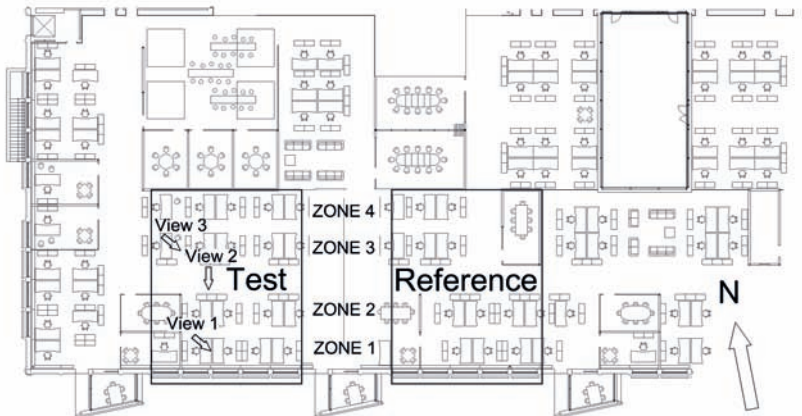 ZONE 4
View 3
ZONE 3
View 2
Test
Reference
N
ZONE 2
View 1
ZONE 1